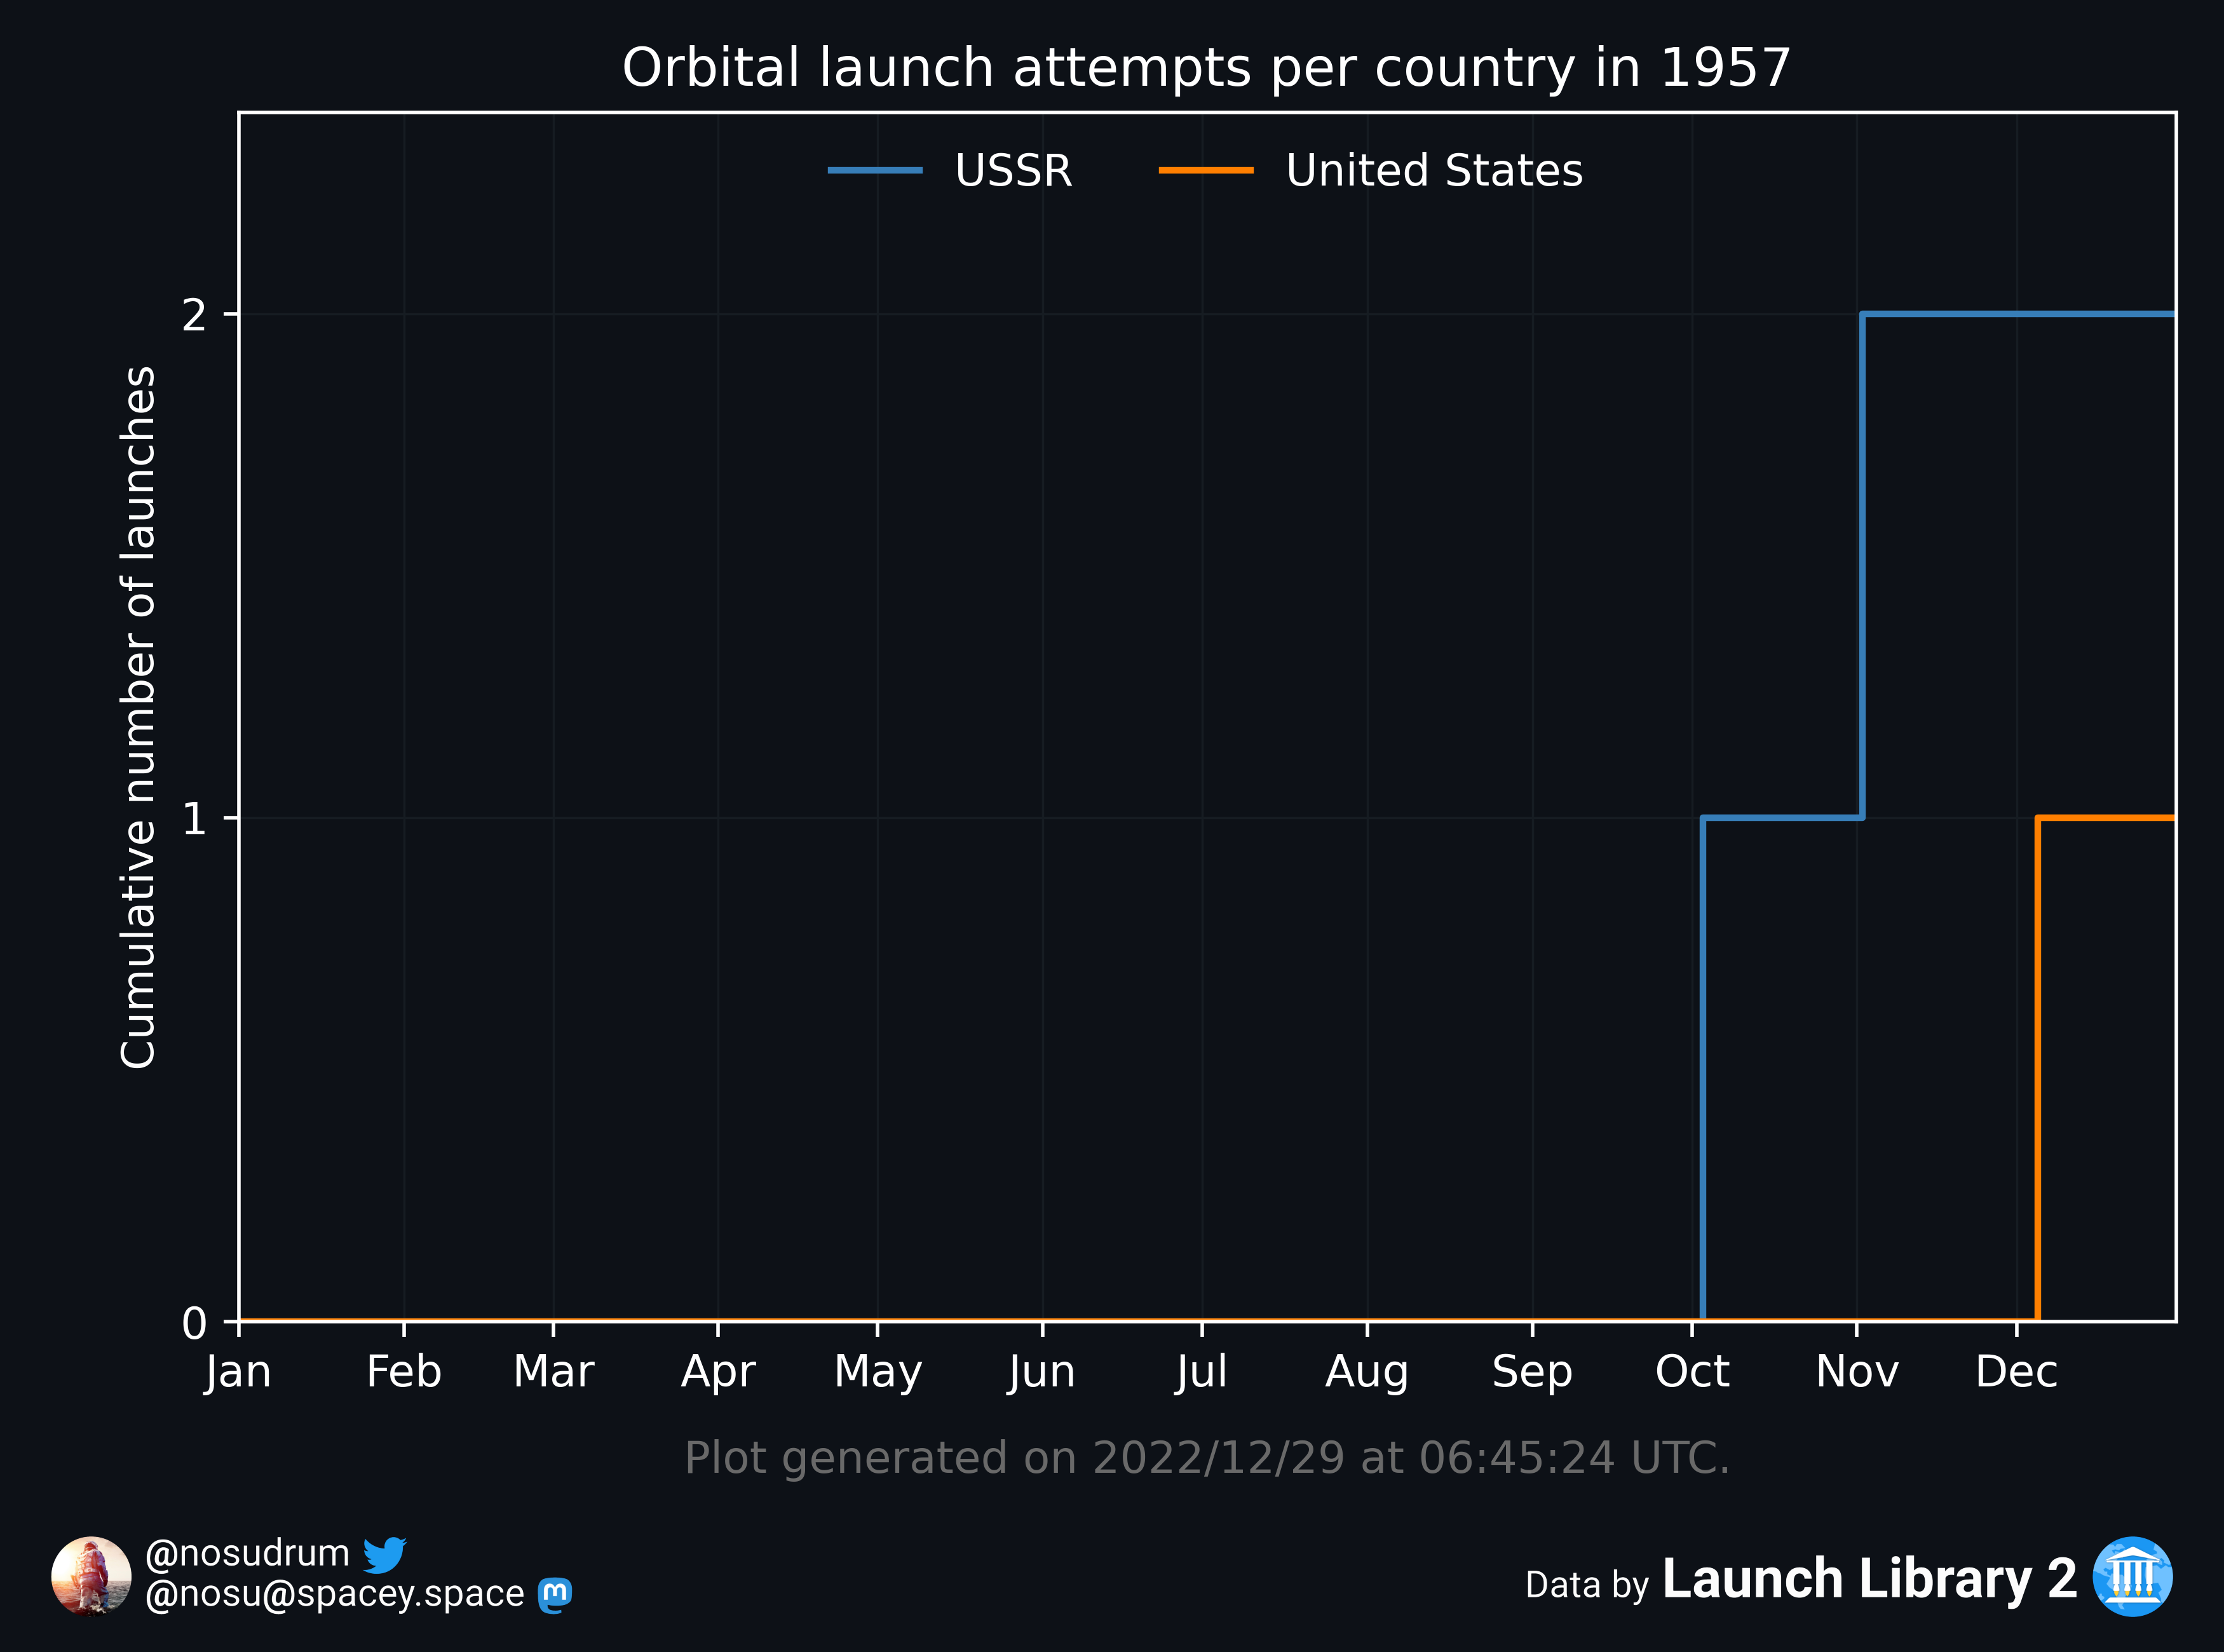 Orbital launch attempts per country in 1957
USSR
United States
Cumulative number of launches
2
1
0
Jan Feb Mar Apr May Jun Jul Aug Sep Oct Nov Dec
Plot generated on 2022/12/29 at 06:45:24 UTC.
@nosudrum
@nosu@spacey.space
Data by Launch Library 2